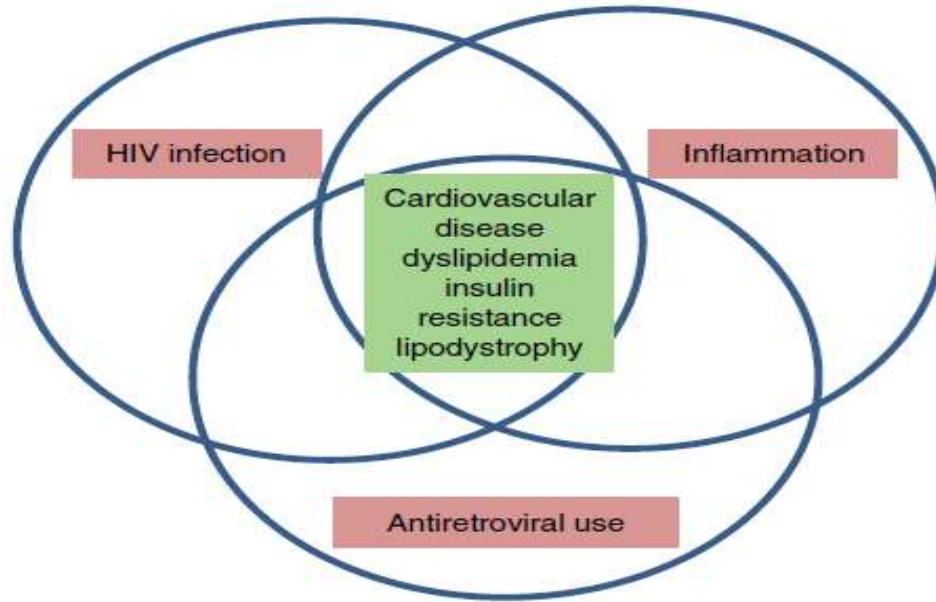 HIV infection
Inflammation
Cardiovascular
disease
dyslipidemia
insulin
resistance
lipodystrophy
Antiretroviral use